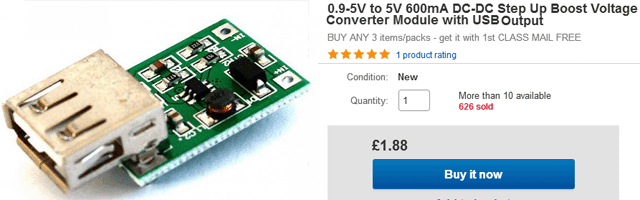 0.9-5V to 5V 600mA DC-DC Step Up Boost Voltage
Converter Module with USB Output
BUY ANY 3 items/packs - get it with 1st CLASS MAIL FREE
1 product rating
Condition: New
Quantity: 1
More than 10 available
626 sold
£1.88
Buy it now
IN+
IN-